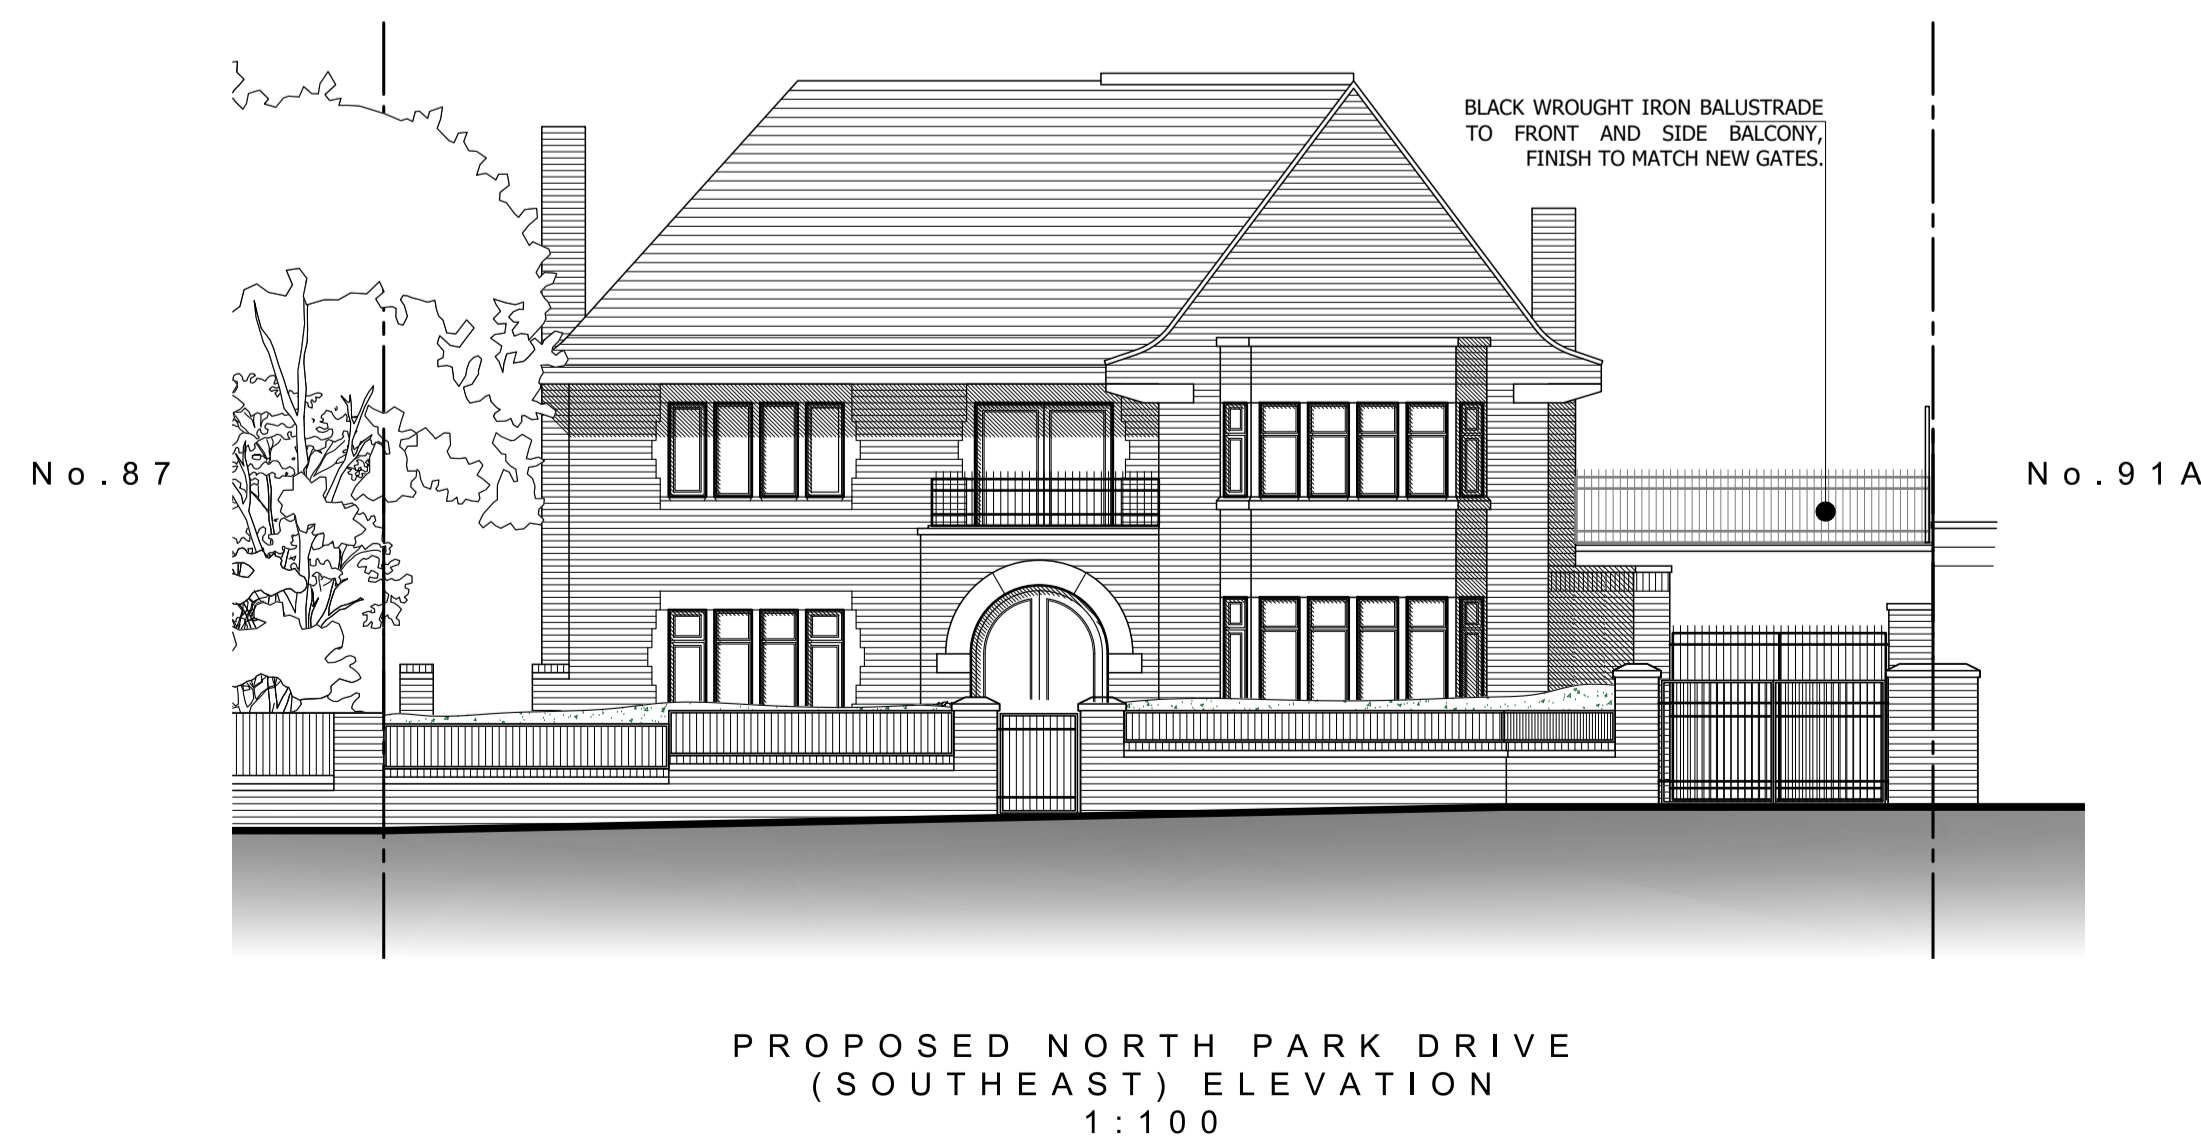 BLACK WROUGHT IRON BALUSTRADE
TO FRONT AND SIDE BALCONY,
FINISH TO MATCH NEW GATES.
No.87
No.91A
PROPOSED NORTH PARK DRIVE
(SOUTHEAST) ELEVATION
1:100